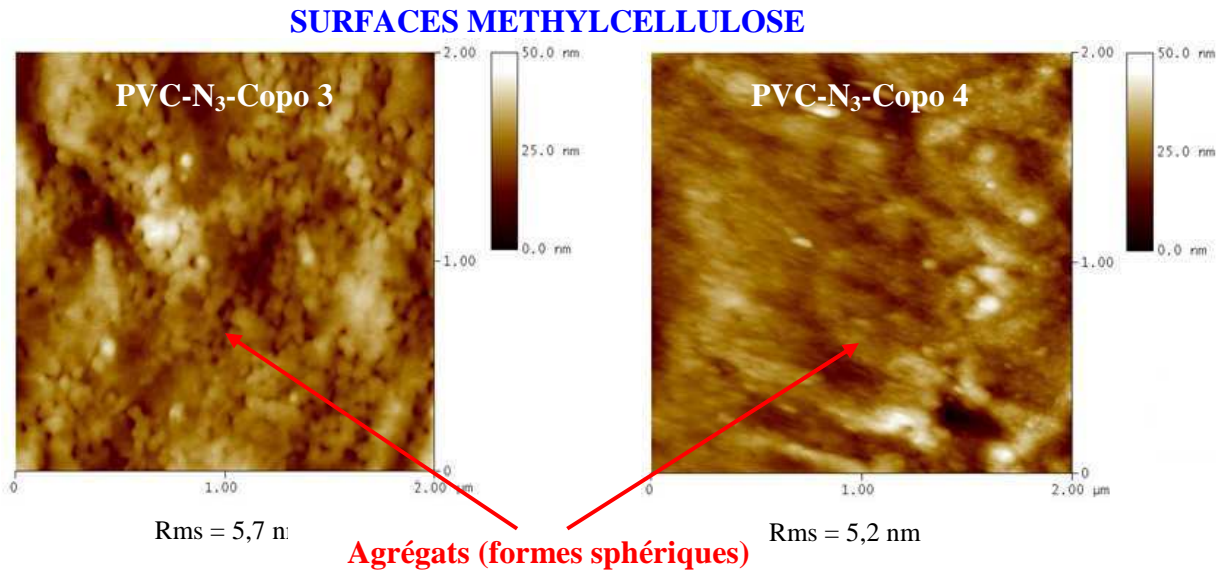 SURFACES METHYLCELLULOSE
PVC-N₃-Copo 3
2.00
50.0 nm
25.0 nm
0.0 nm
1.00
0
0
1.00
2.00 µm
Rms = 5,7 n
PVC-N₃-Copo 4
2.00
50.0 nm
25.0 nm
0.0 nm
1.00
0
0
1.00
2.00 µm
Rms = 5,2 nm
Agrégats (formes sphériques)